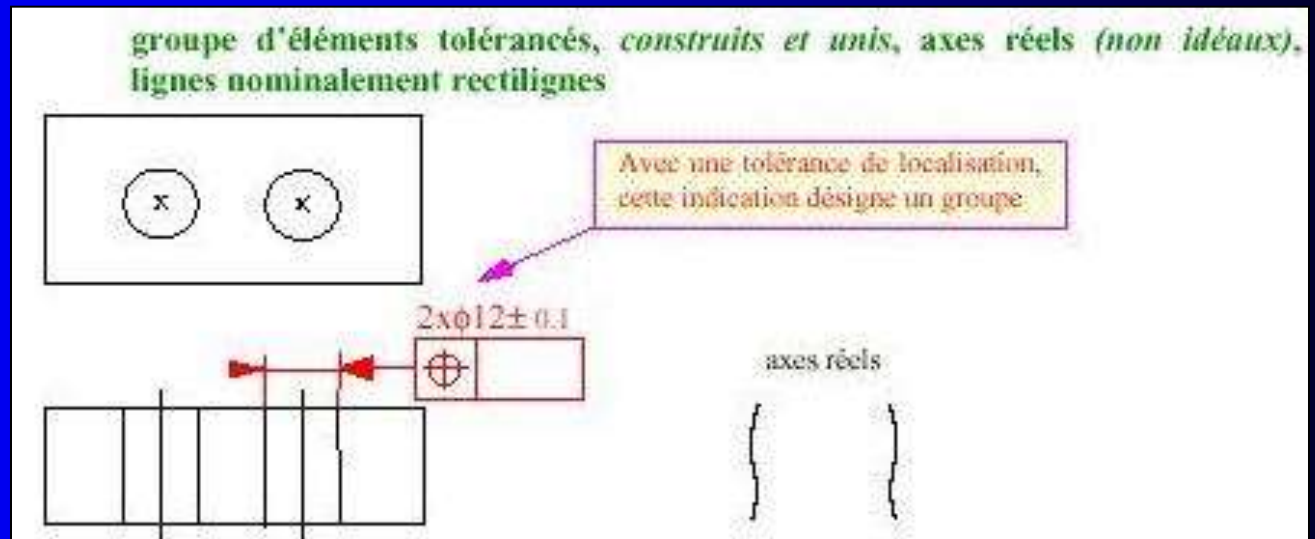 groupe d'éléments tolérancés, construits et unis, axes réels (non idéaux),
lignes nominalement rectilignes
x x
Avec une tolérance de localisation,
cette indication désigne un groupe
2xϕ12± 0.1
axes réels